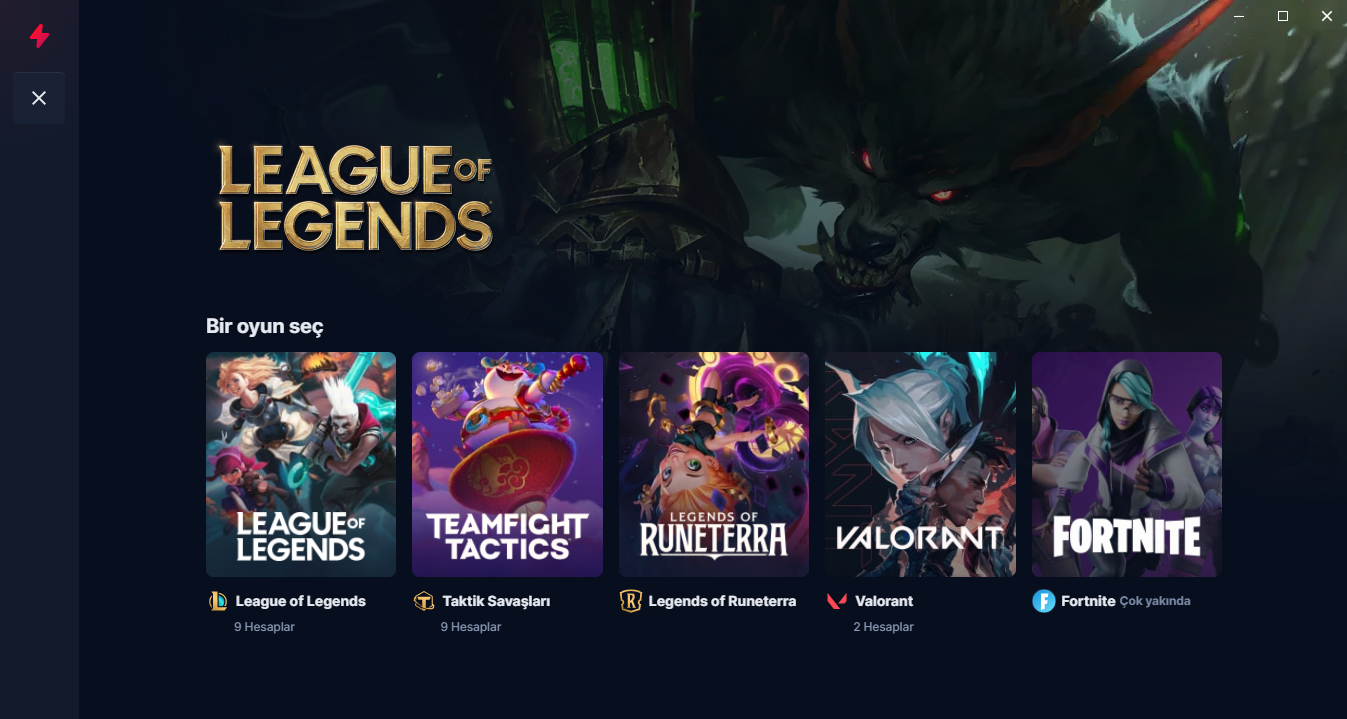 LEAGUE OF
LEGENDS
Bir oyun seç
LEAGUE OF
LEGENDS
TEAMFIGHT
TACTICS
LEGENDS OF
RUNETERRA
VALORANT
FORTNITE
League of Legends
9 Hesaplar
Taktik Savaşları
9 Hesaplar
Legends of Runeterra
Valorant
2 Hesaplar
Fortnite Çok yakında